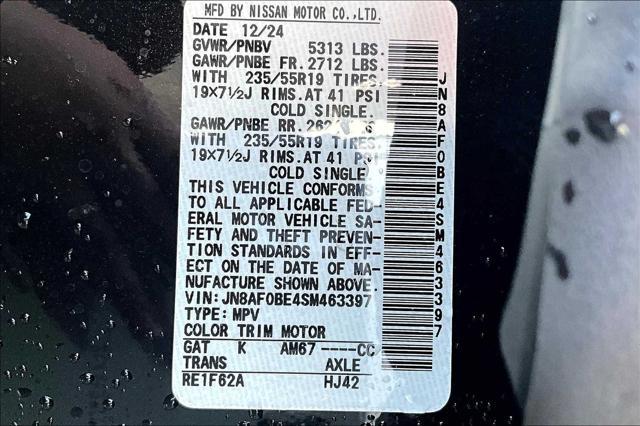 MFD BY NISSAN MOTOR CO.,LTD.
DATE 12/24
GVWR/PNBV 5313 LBS.
GAWR/PNBE FR. 2712 LBS.
WITH 235/55R19 TIRES.
19X7½J RIMS.AT 41 PSI
COLD SINGLE.
GAWR/PNBE RR.
WITH 235/55R19 TIRES.
19X7½J RIMS.AT 41 PSI
COLD SINGLE.
THIS VEHICLE CONFORMS
TO ALL APPLICABLE FED-
ERAL MOTOR VEHICLE SA-
FETY AND THEFT PREVEN-
TION STANDARDS IN EFF-
ECT ON THE DATE OF MA-
NUFACTURE SHOWN ABOVE.
VIN:JN8AF0BE4SM463397
TYPE:MPV
COLOR TRIM MOTOR
GAT K AM67 ----CC
TRANS AXLE
RE1F62A HJ42
JN8AF0BE4SM463397